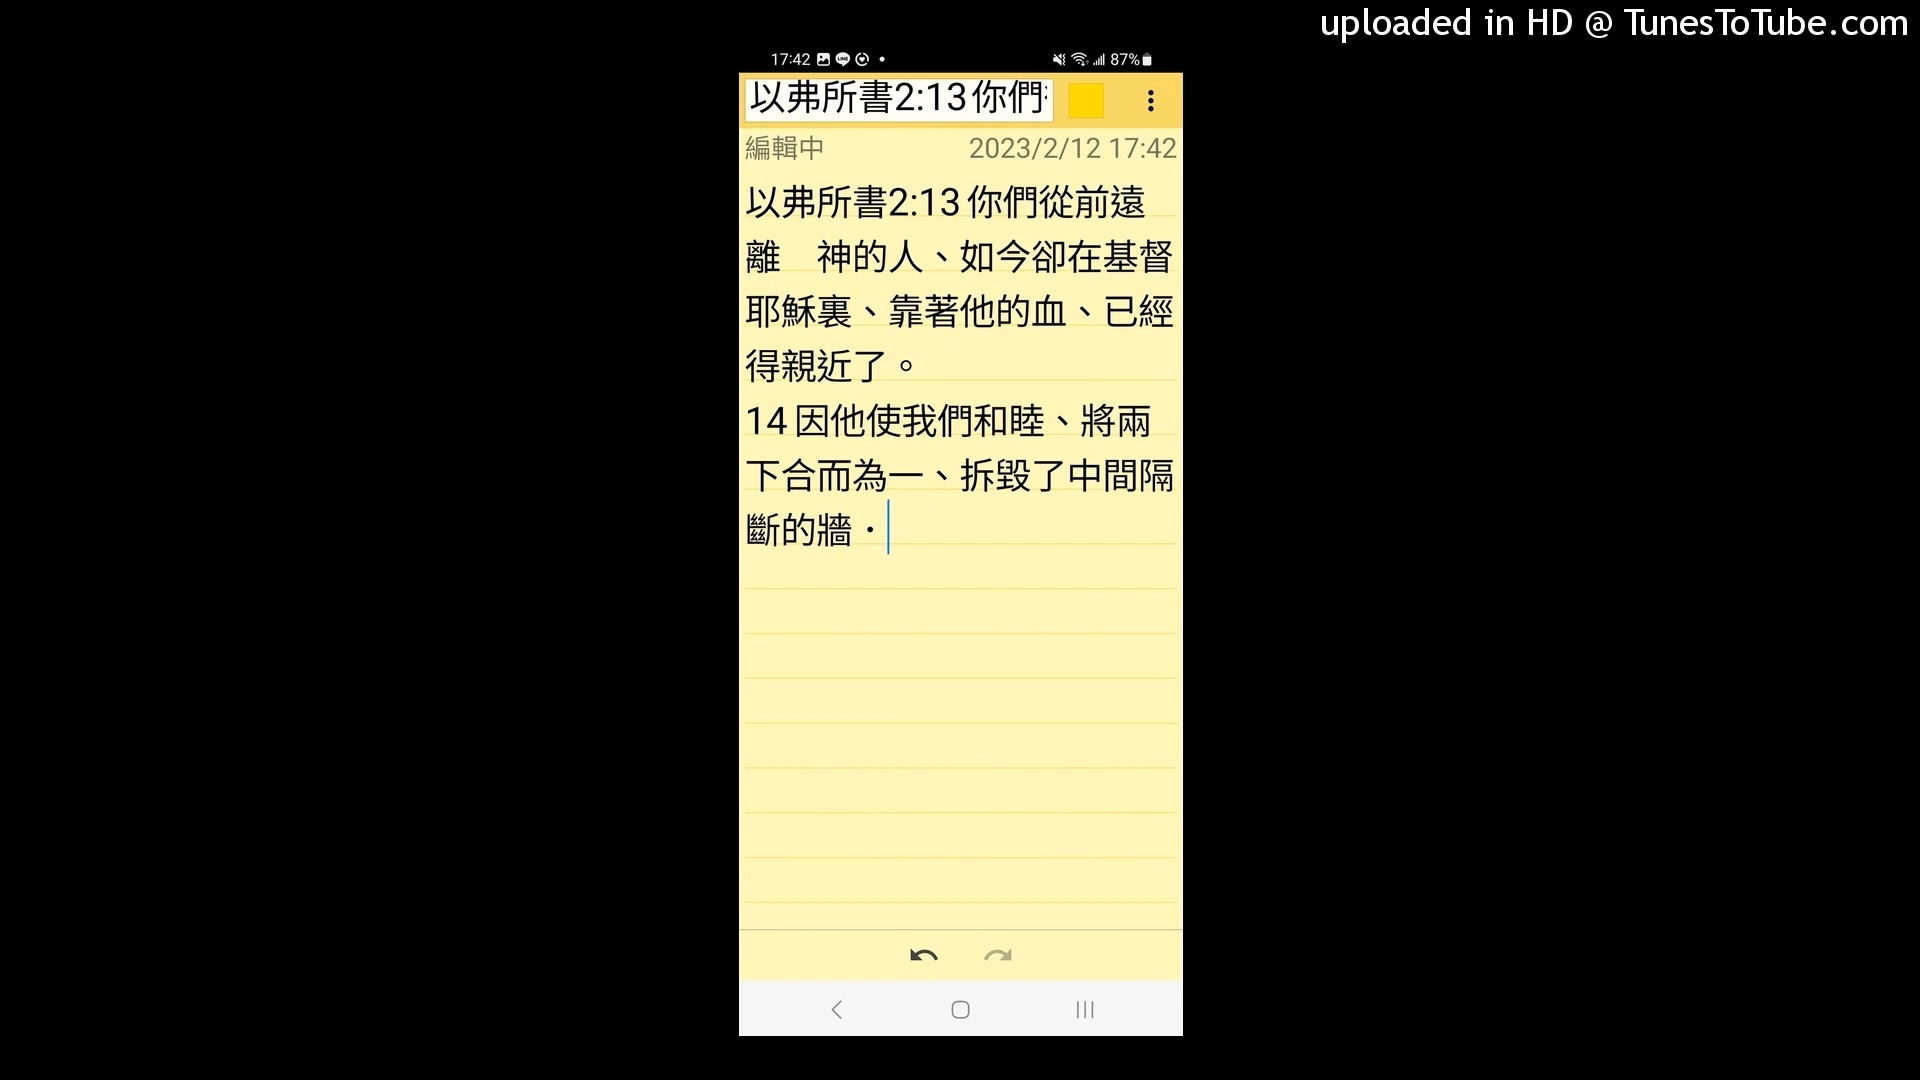 uploaded in HD @ TunesToTube.com
17:42 87%
以弗所書2:13 你們
編輯中 2023/2/12 17:42
以弗所書2:13 你們從前遠
離　神的人、如今卻在基督
耶穌裏、靠著他的血、已經
得親近了。
14 因他使我們和睦、將兩
下合而為一、拆毀了中間隔
斷的牆．